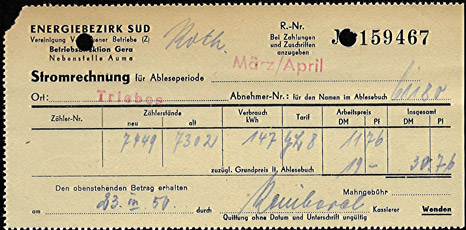 ENERGIEBEZIRK SÜD
Vereinigung Volkseigener Betriebe (Z)
Betriebsdirektion Gera
Nebenstelle Auma
Roth.
R.-Nr.
Bei Zahlungen und Zuschriften anzugeben
159467
Stromrechnung für Ableseperiode März/April
Ort: Triebes Abnehmer-Nr.: für den Namen im Ablesebuch
Zähler-Nr. Zählerstände neu alt Verbrauch kWh Tarif Arbeitspreis DM Pf Insgesamt DM Pf
7449 7302 147 8 11 76
zuzügl. Grundpreis lt. Ablesebuch 19 - 30 76
Den obenstehenden Betrag erhalten Mahngebühr
am 23. 50 durch Kassierer Wenden
Quittung ohne Datum und Unterschrift ungültig